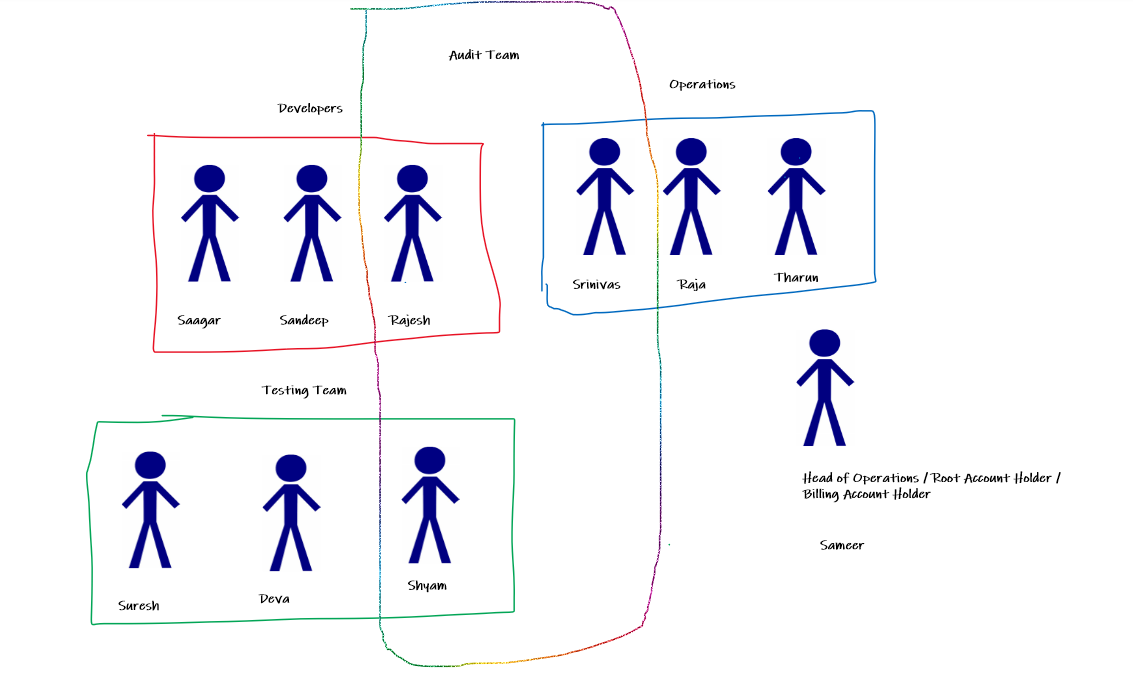 Audit Team
Operations
Developers
Srinivas
Raja
Tharun
Saagar
Sandeep
Rajesh
Testing Team
Head of Operations / Root Account Holder /
Billing Account Holder
Sameer
Suresh
Deva
Shyam